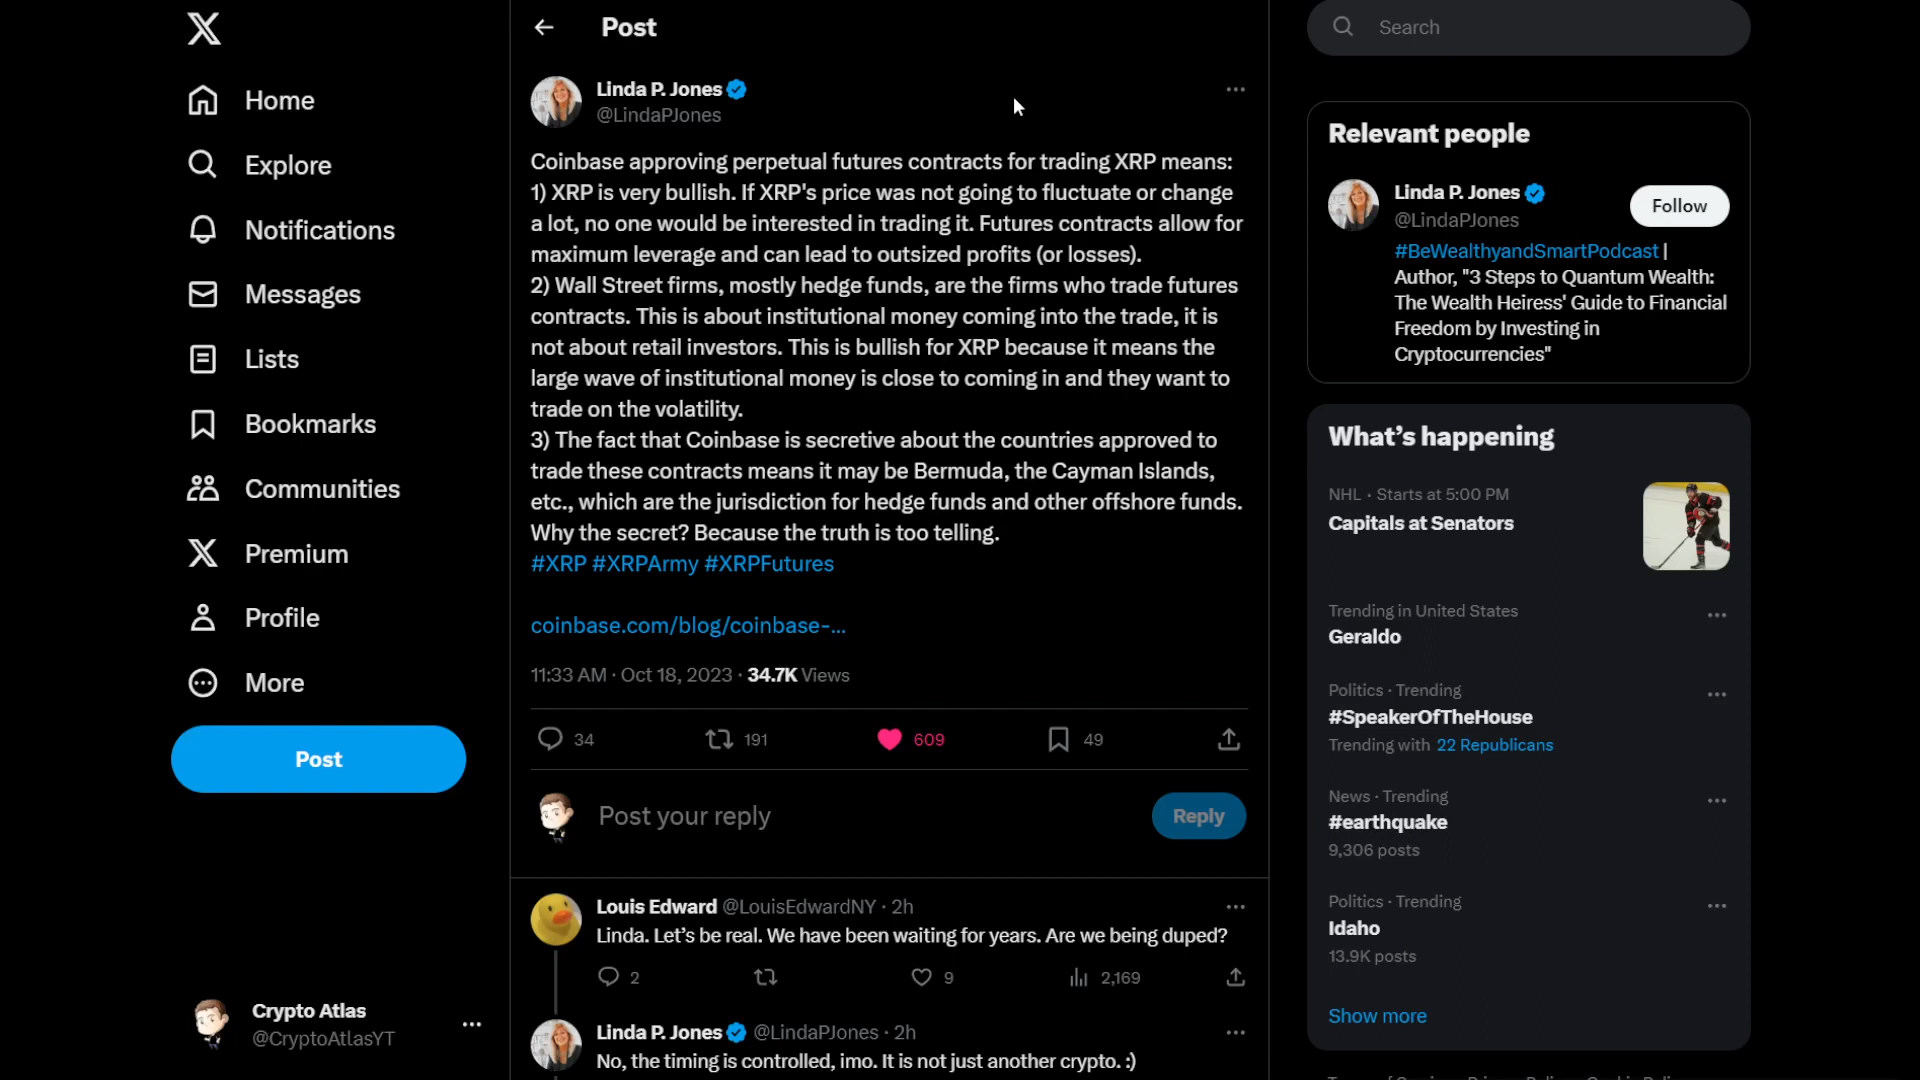 Home
Explore
Notifications
Messages
Lists
Bookmarks
Communities
Premium
Profile
More
Post
Crypto Atlas
@CryptoAtlasYT
Post
Linda P. Jones
@LindaPJones
Coinbase approving perpetual futures contracts for trading XRP means:
1) XRP is very bullish. If XRP's price was not going to fluctuate or change
a lot, no one would be interested in trading it. Futures contracts allow for
maximum leverage and can lead to outsized profits (or losses).
2) Wall Street firms, mostly hedge funds, are the firms who trade futures
contracts. This is about institutional money coming into the trade, it is
not about retail investors. This is bullish for XRP because it means the
large wave of institutional money is close to coming in and they want to
trade on the volatility.
3) The fact that Coinbase is secretive about the countries approved to
trade these contracts means it may be Bermuda, the Cayman Islands,
etc., which are the jurisdiction for hedge funds and other offshore funds.
Why the secret? Because the truth is too telling.
#XRP #XRPArmy #XRPFutures
coinbase.com/blog/coinbase-...
11:33 AM · Oct 18, 2023 · 34.7K Views
34 191 609 49
Post your reply
Reply
Louis Edward @LouisEdwardNY · 2h
Linda. Let's be real. We have been waiting for years. Are we being duped?
2 9 2,169
Linda P. Jones @LindaPJones · 2h
No, the timing is controlled, imo. It is not just another crypto. :)
Search
Relevant people
Linda P. Jones
@LindaPJones
Follow
#BeWealthyandSmartPodcast |
Author, "3 Steps to Quantum Wealth:
The Wealth Heiress' Guide to Financial
Freedom by Investing in
Cryptocurrencies"
What's happening
NHL · Starts at 5:00 PM
Capitals at Senators
Trending in United States
Geraldo
Politics · Trending
#SpeakerOfTheHouse
Trending with 22 Republicans
News · Trending
#earthquake
9,306 posts
Politics · Trending
Idaho
13.9K posts
Show more